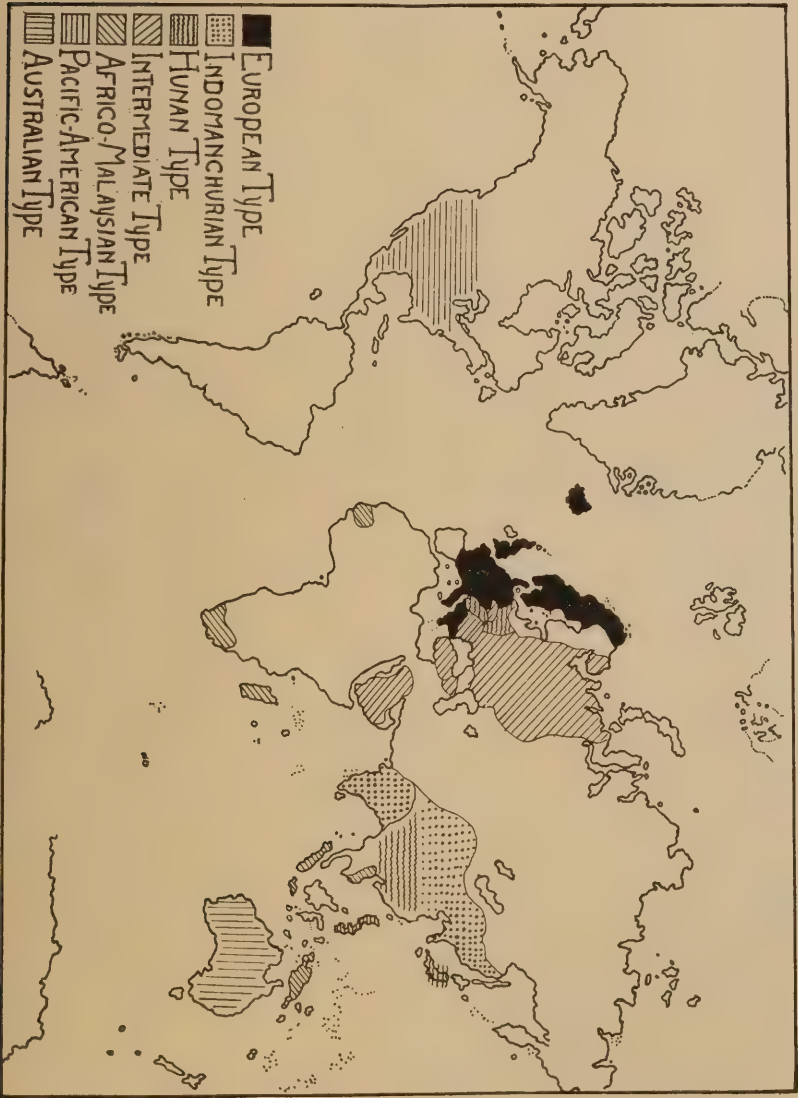 European Type
Indomanchurian Type
Hunan Type
Intermediate Type
Africo-Malaysian Type
Pacific-American Type
Australian Type